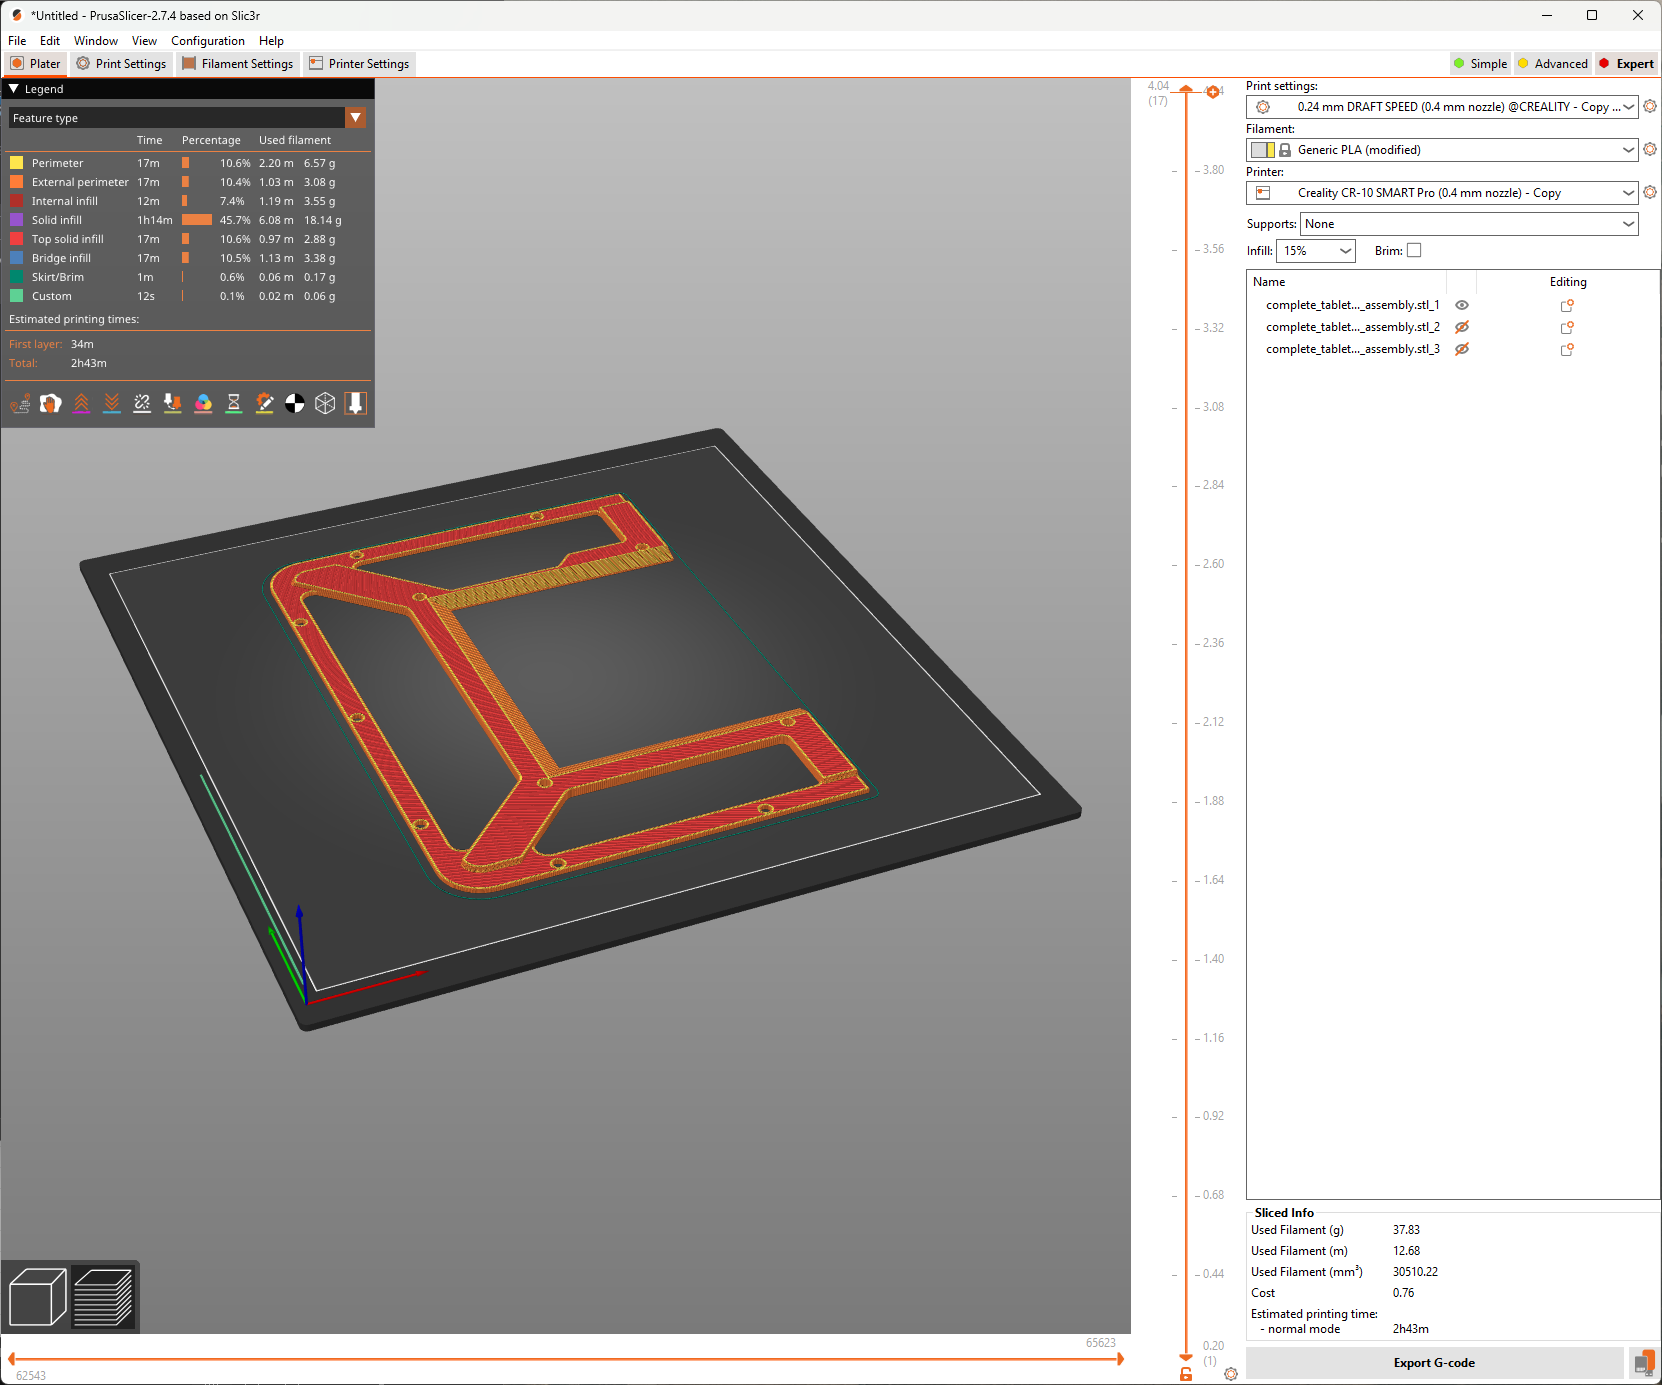 *Untitled - PrusaSlicer-2.7.4 based on Slic3r
File Edit Window View Configuration Help
Plater Print Settings Filament Settings Printer Settings Simple Advanced Expert
Legend
Feature type
Time Percentage Used filament
Perimeter 17m 10.6% 2.20 m 6.57 g
External perimeter 17m 10.4% 1.03 m 3.08 g
Internal infill 12m 7.4% 1.19 m 3.55 g
Solid infill 1h14m 45.7% 6.08 m 18.14 g
Top solid infill 17m 10.6% 0.97 m 2.88 g
Bridge infill 17m 10.5% 1.13 m 3.38 g
Skirt/Brim 1m 0.6% 0.06 m 0.17 g
Custom 12s 0.1% 0.02 m 0.06 g
Estimated printing times:
First layer: 34m
Total: 2h43m
4.04
(17)
3.80
3.56
3.32
3.08
2.84
2.60
2.36
2.12
1.88
1.64
1.40
1.16
0.92
0.68
0.44
0.20
(1)
65623
62543
Print settings:
0.24 mm DRAFT SPEED (0.4 mm nozzle) @CREALITY - Copy ...
Filament:
Generic PLA (modified)
Printer:
Creality CR-10 SMART Pro (0.4 mm nozzle) - Copy
Supports: None
Infill: 15% Brim:
Name Editing
complete_tablet..._assembly.stl_1
complete_tablet..._assembly.stl_2
complete_tablet..._assembly.stl_3
Sliced Info
Used Filament (g) 37.83
Used Filament (m) 12.68
Used Filament (mm³) 30510.22
Cost 0.76
Estimated printing time:
- normal mode 2h43m
Export G-code